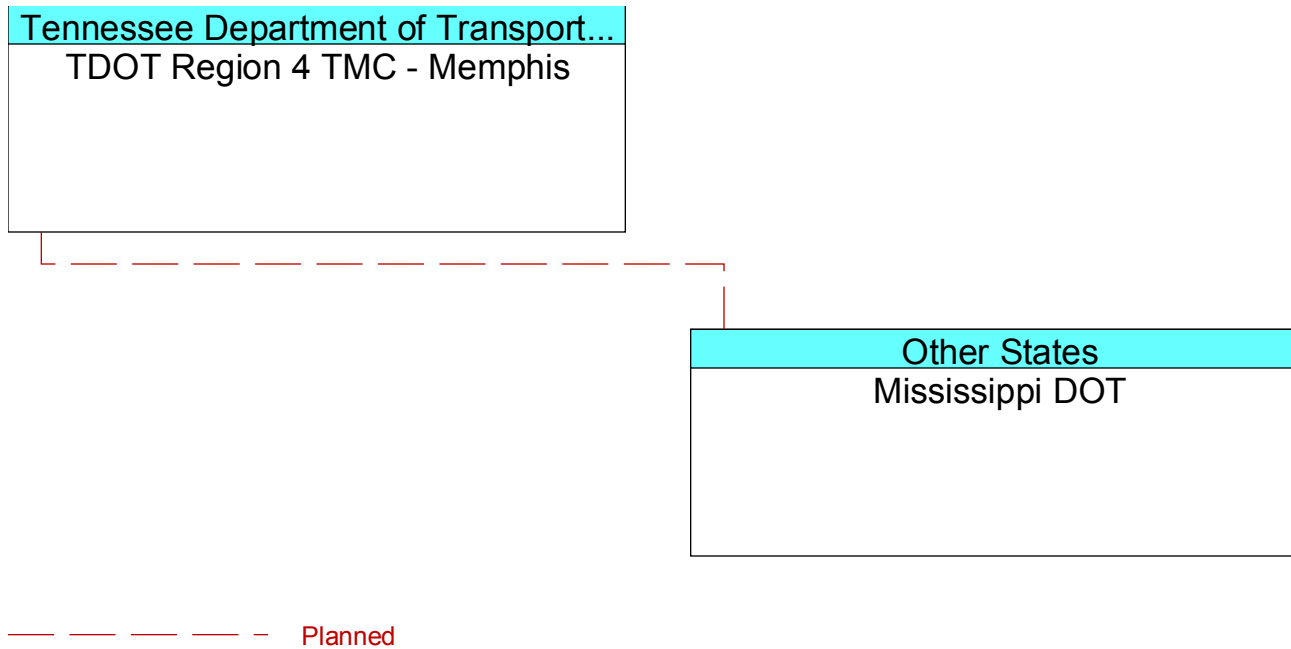 Tennessee Department of Transport...
TDOT Region 4 TMC - Memphis
Other States
Mississippi DOT
Planned